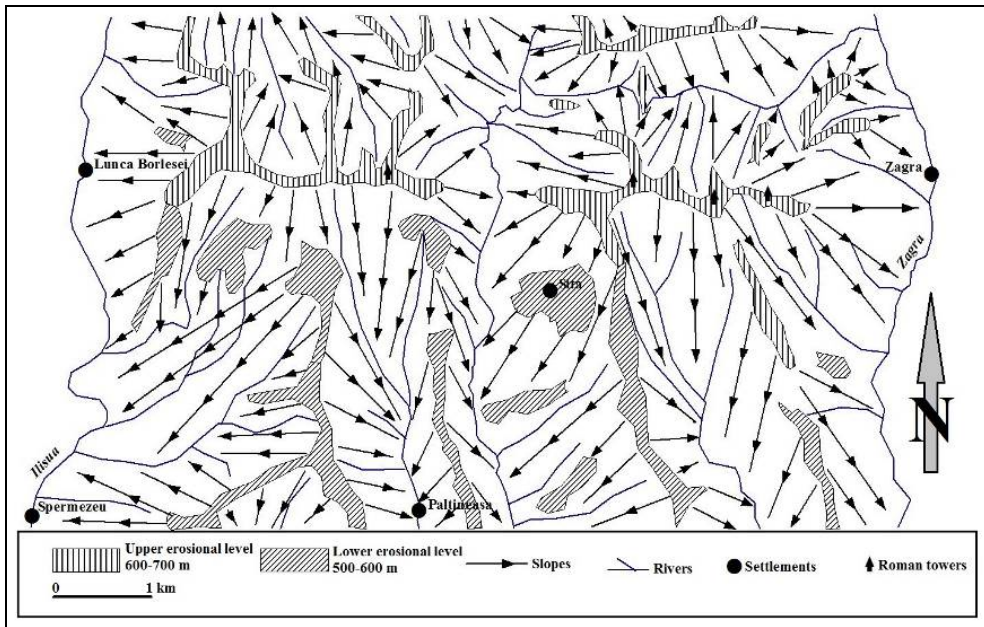 Lunca Borlesei
Zagra
Zagra
Sita
N
Ilisua
Spermezeu
Paltineasa
Upper erosional level
600-700 m
Lower erosional level
500-600 m
Slopes
Rivers
Settlements
Roman towers
0 1 km